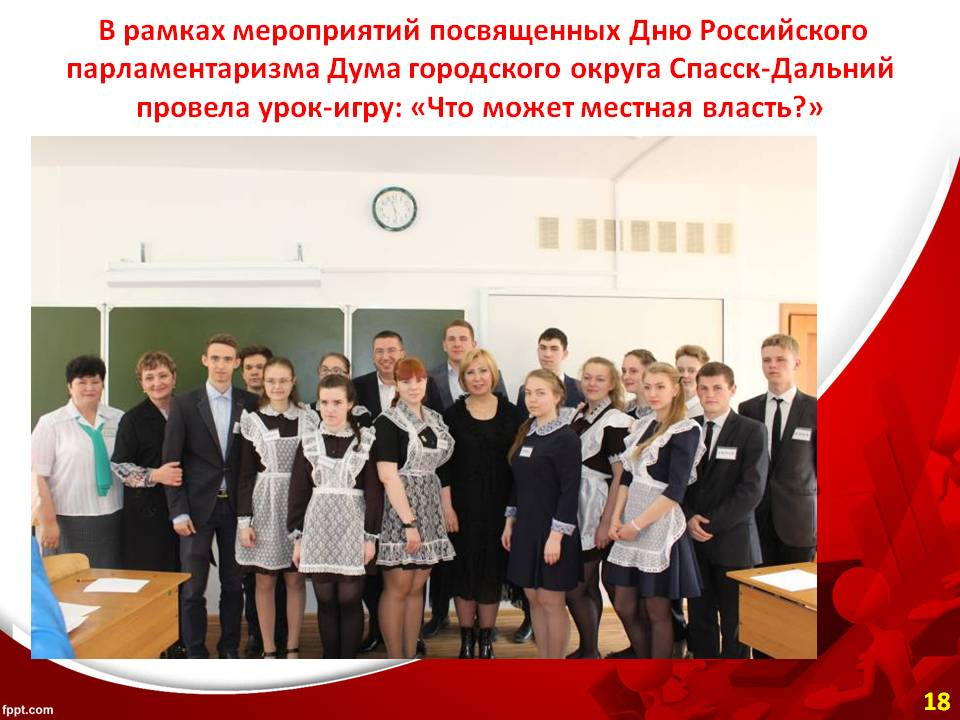 В рамках мероприятий посвященных Дню Российского
парламентаризма Дума городского округа Спасск-Дальний
провела урок-игру: «Что может местная власть?»
fppt.com
18